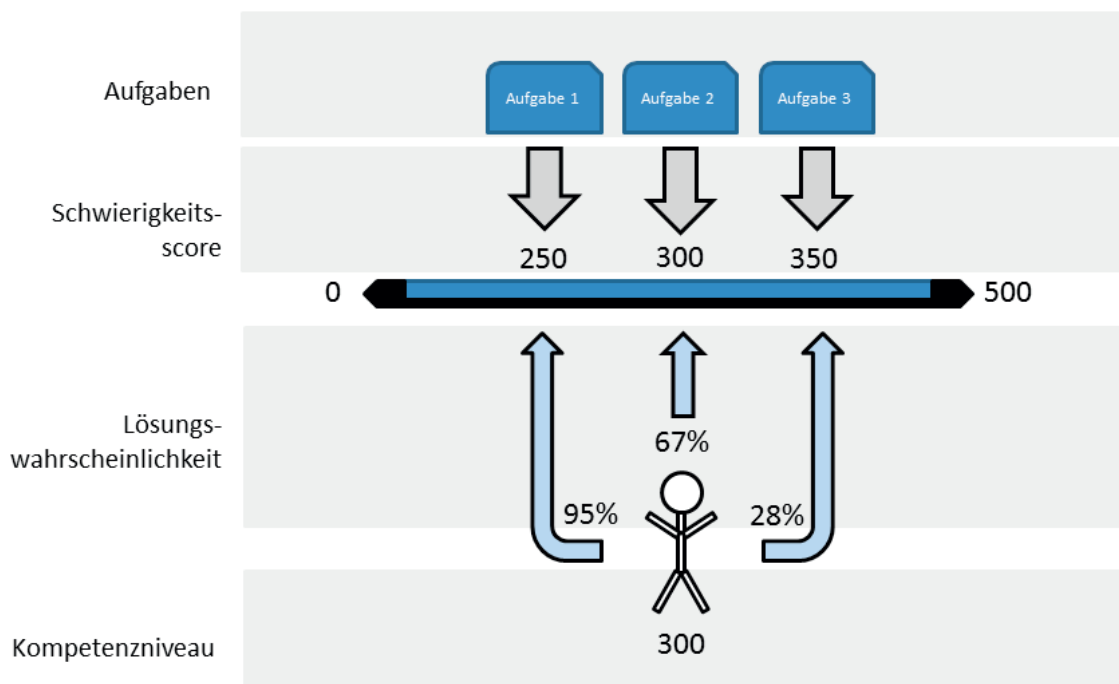 Aufgaben
Aufgabe 1
Aufgabe 2
Aufgabe 3
Schwierigkeits-
score
250
300
350
0
500
Lösungs-
wahrscheinlichkeit
67%
95%
28%
Kompetenzniveau
300